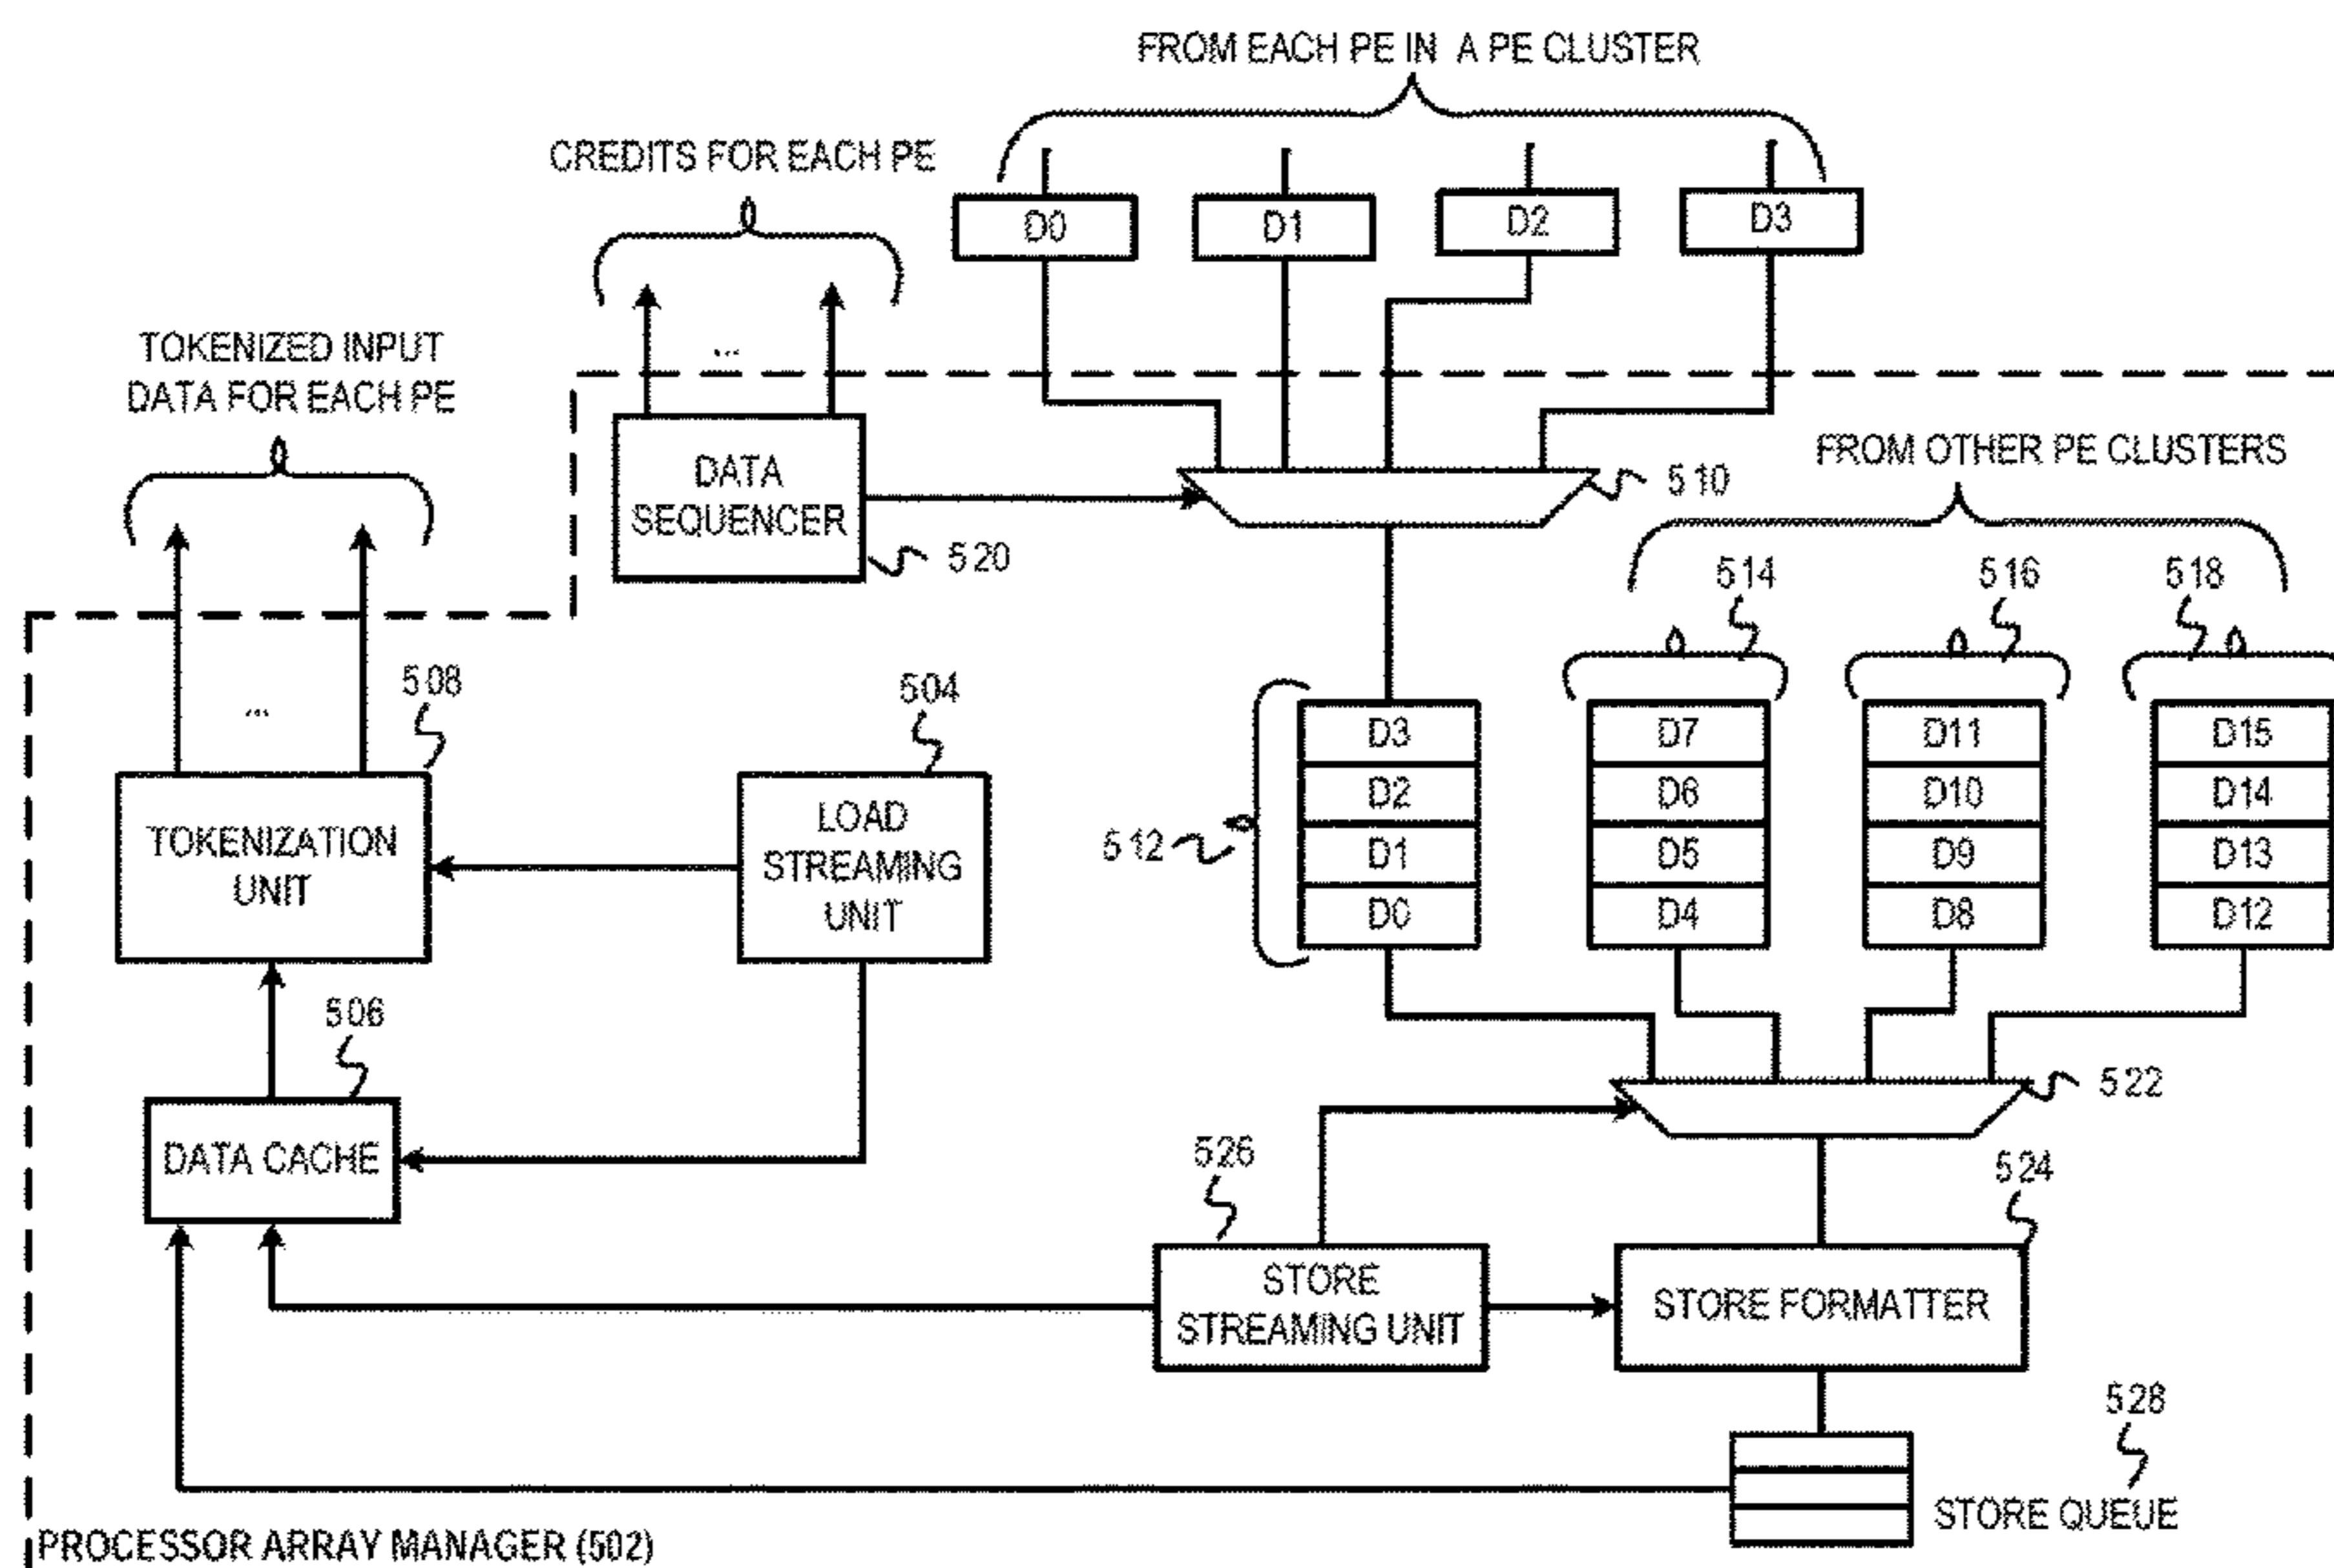 FROM EACH PE IN A PE CLUSTER
CREDITS FOR EACH PE
D0
D1
D2
D3
TOKENIZED INPUT
DATA FOR EACH PE
...
DATA
SEQUENCER
520
510
FROM OTHER PE CLUSTERS
514
516
518
508
504
...
D3
D2
D1
D0
D7
D6
D5
D4
D11
D10
D9
D8
D15
D14
D13
D12
512
TOKENIZATION
UNIT
LOAD
STREAMING
UNIT
506
DATA CACHE
522
526
524
STORE
STREAMING UNIT
STORE FORMATTER
528
STORE QUEUE
PROCESSOR ARRAY MANAGER (502)